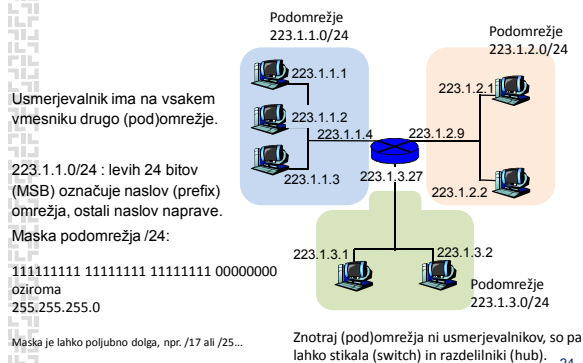 Podomrežje
223.1.1.0/24
Podomrežje
223.1.2.0/24
223.1.1.1
223.1.2.1
Usmerjevalnik ima na vsakem
vmesniku drugo (pod)omrežje.
223.1.1.2
223.1.1.4
223.1.2.9
223.1.1.3
223.1.3.27
223.1.2.2
223.1.1.0/24 : levih 24 bitov
(MSB) označuje naslov (prefix)
omrežja, ostali naslov naprave.
Maska podomrežja /24:
223.1.3.1
223.1.3.2
111111111 11111111 11111111 00000000
oziroma
255.255.255.0
Podomrežje
223.1.3.0/24
Maska je lahko poljubno dolga, npr. /17 ali /25...
Znotraj (pod)omrežja ni usmerjevalnikov, so pa
lahko stikala (switch) in razdelilniki (hub).
24